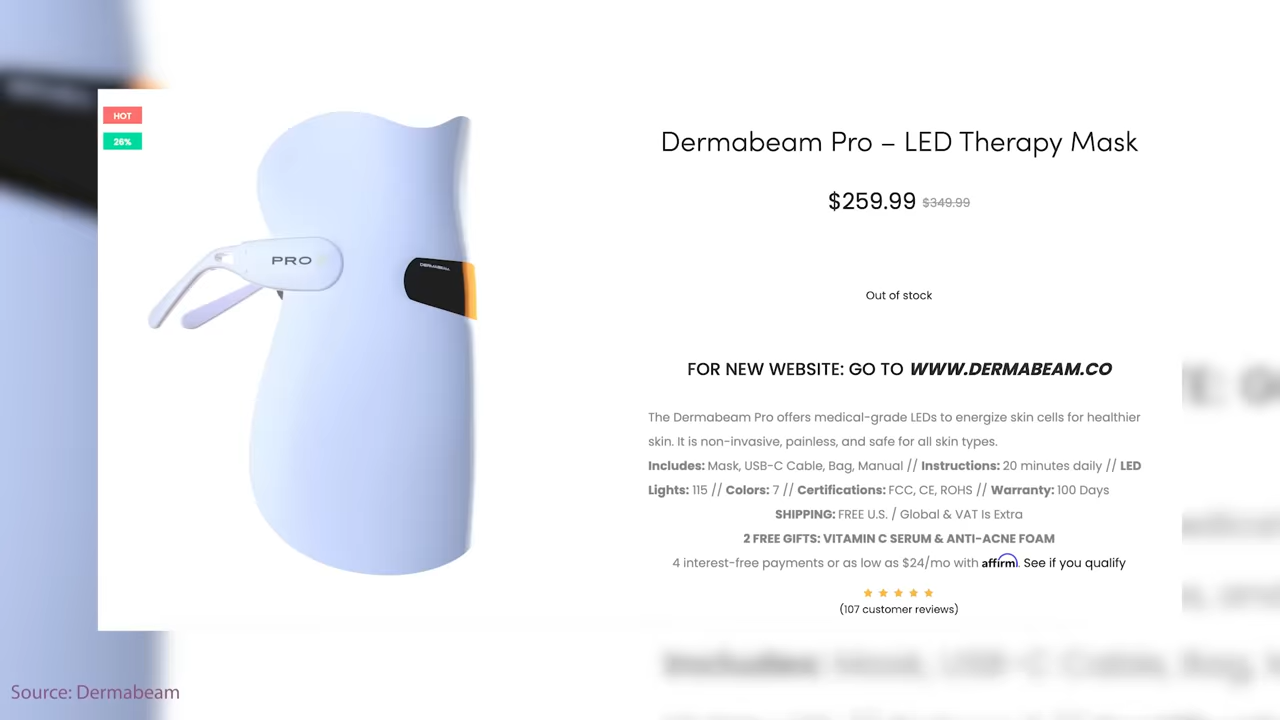 HOT
26%
PRO
DERMABEAM
Dermabeam Pro – LED Therapy Mask
$259.99 $349.99
Out of stock
FOR NEW WEBSITE: GO TO WWW.DERMABEAM.CO
The Dermabeam Pro offers medical-grade LEDs to energize skin cells for healthier
skin. It is non-invasive, painless, and safe for all skin types.
Includes: Mask, USB-C Cable, Bag, Manual // Instructions: 20 minutes daily // LED
Lights: 115 // Colors: 7 // Certifications: FCC, CE, ROHS // Warranty: 100 Days
SHIPPING: FREE U.S. / Global & VAT Is Extra
2 FREE GIFTS: VITAMIN C SERUM & ANTI-ACNE FOAM
4 interest-free payments or as low as $24/mo with affirm. See if you qualify
(107 customer reviews)
Source: Dermabeam